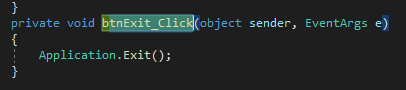 }
private void btnExit_Click(object sender, EventArgs e)
{
Application.Exit();
}